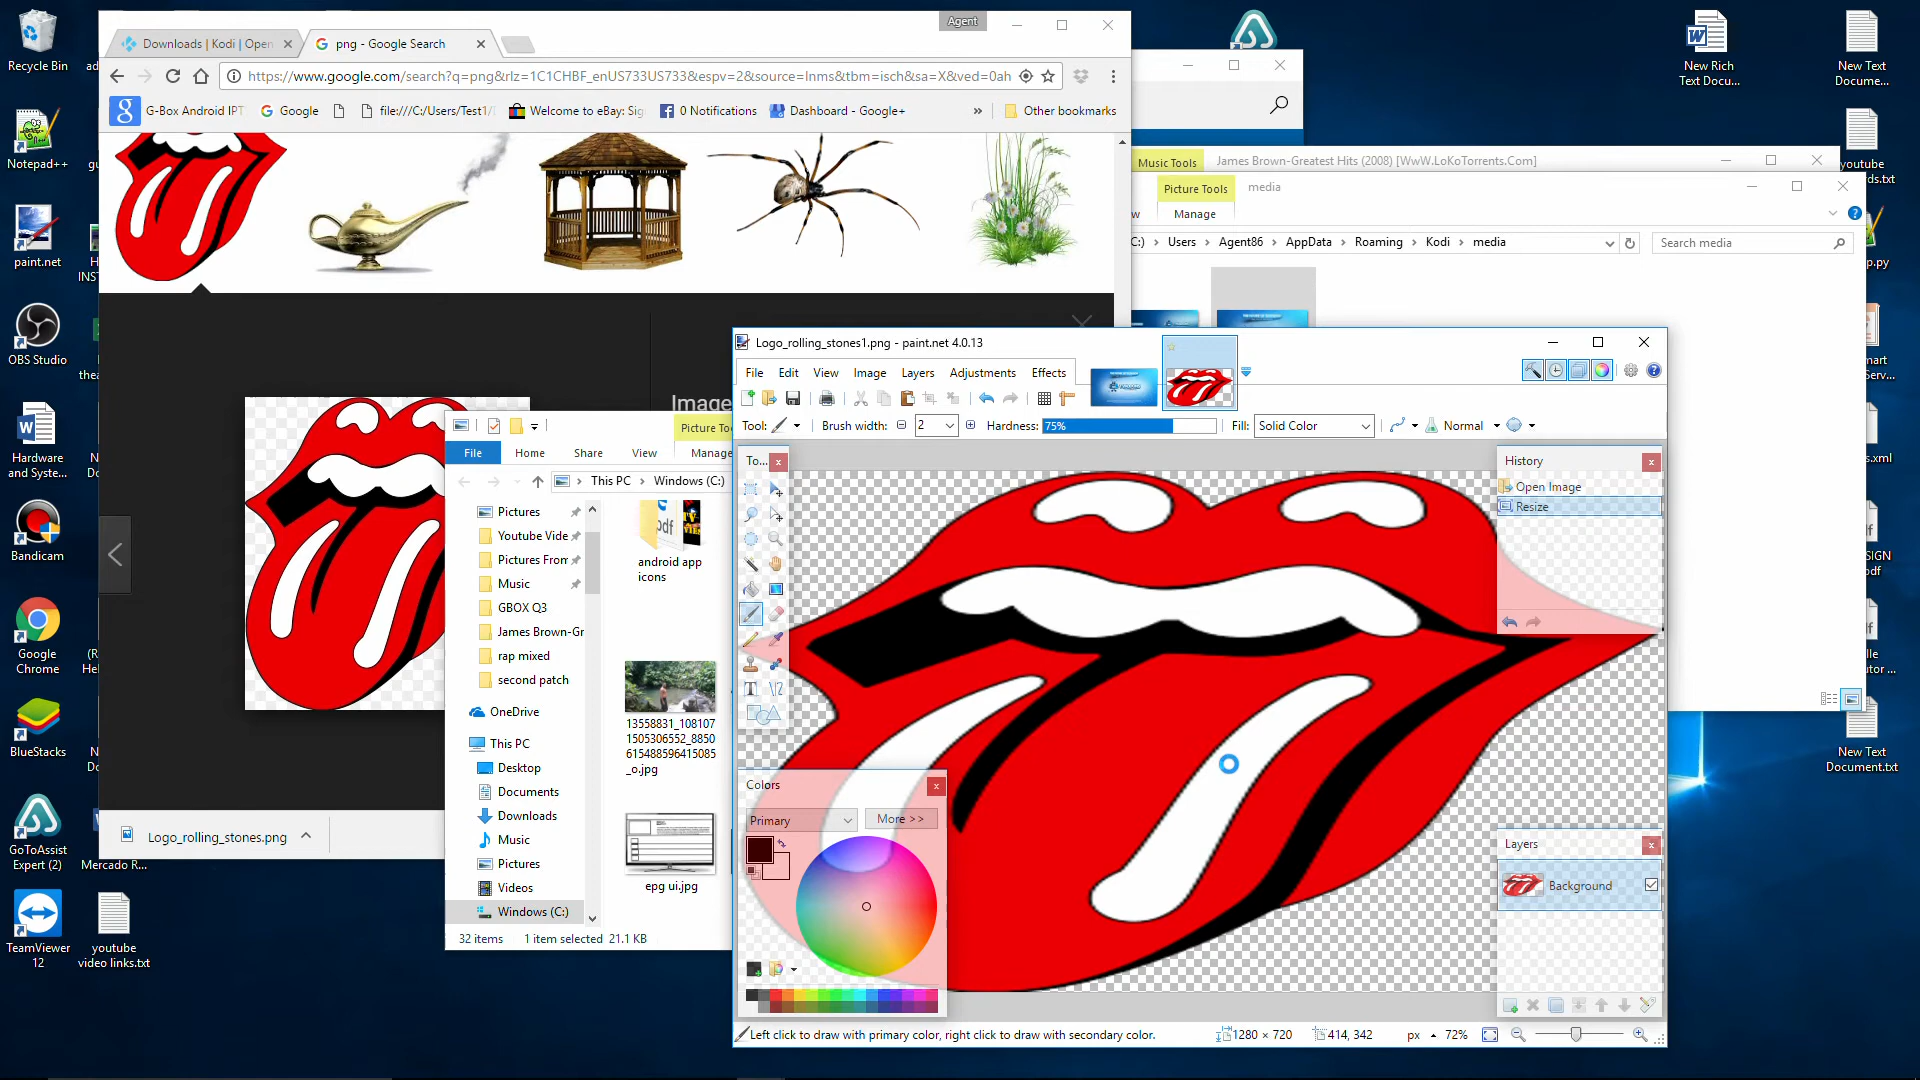 Recycle Bin
Notepad++
paint.net
OBS Studio
Hardware
and Syste...
Bandicam
Google
Chrome
BlueStacks
GoToAssist
Expert (2)
Mercado R...
TeamViewer
12
youtube
video links.txt
Agent
Downloads | Kodi | Open
png - Google Search
https://www.google.com/search?q=png&rlz=1C1CHBF_enUS733US733&espv=2&source=lnms&tbm=isch&sa=X&ved=0ah
G-Box Android IPT
Google
file:///C:/Users/Test1/
Welcome to eBay: Sig
0 Notifications
Dashboard - Google+
»
Other bookmarks
Image
Logo_rolling_stones.png
Music Tools
James Brown-Greatest Hits (2008) [WwW.LoKoTorrents.Com]
Picture Tools
media
Manage
Users
Agent86
AppData
Roaming
Kodi
media
Search media
New Rich
Text Docu...
New Text
Docume...
youtube
New Text
Document.txt
Picture Too
File
Home
Share
View
Manage
This PC
Windows (C:)
Pictures
Youtube Vide
Pictures From
Music
GBOX Q3
James Brown-Gr
rap mixed
second patch
OneDrive
This PC
Desktop
Documents
Downloads
Music
Pictures
Videos
Windows (C:)
android app
icons
13558831_108107
1505306552_8850
615488596415085
_o.jpg
epg ui.jpg
32 items
1 item selected
21.1 KB
Logo_rolling_stones1.png - paint.net 4.0.13
File
Edit
View
Image
Layers
Adjustments
Effects
Tool:
Brush width:
2
Hardness:
75%
Fill:
Solid Color
Normal
To...
History
Open Image
Resize
Colors
Primary
More >>
Layers
Background
Left click to draw with primary color, right click to draw with secondary color.
1280 × 720
414, 342
px
72%